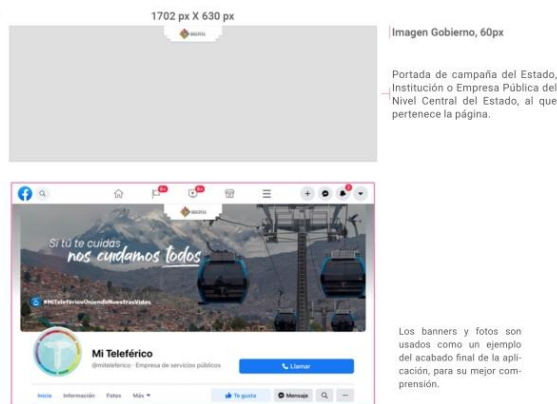 1702 px X 630 px
Imagen Gobierno, 60px
Portada de campaña del Estado,
Institución o Empresa Pública del
Nivel Central del Estado, al que
pertenece la página.
Si tú te cuidas
nos cuidamos todos
#MiTeleféricoUniendoNuestrasVidas
Mi Teleférico
@miteleferico · Empresa de servicios públicos
Llamar
Inicio Información Fotos Más
Te gusta Mensaje
Los banners y fotos son
usados como un ejemplo
del acabado final de la apli-
cación, para su mejor com-
prensión.